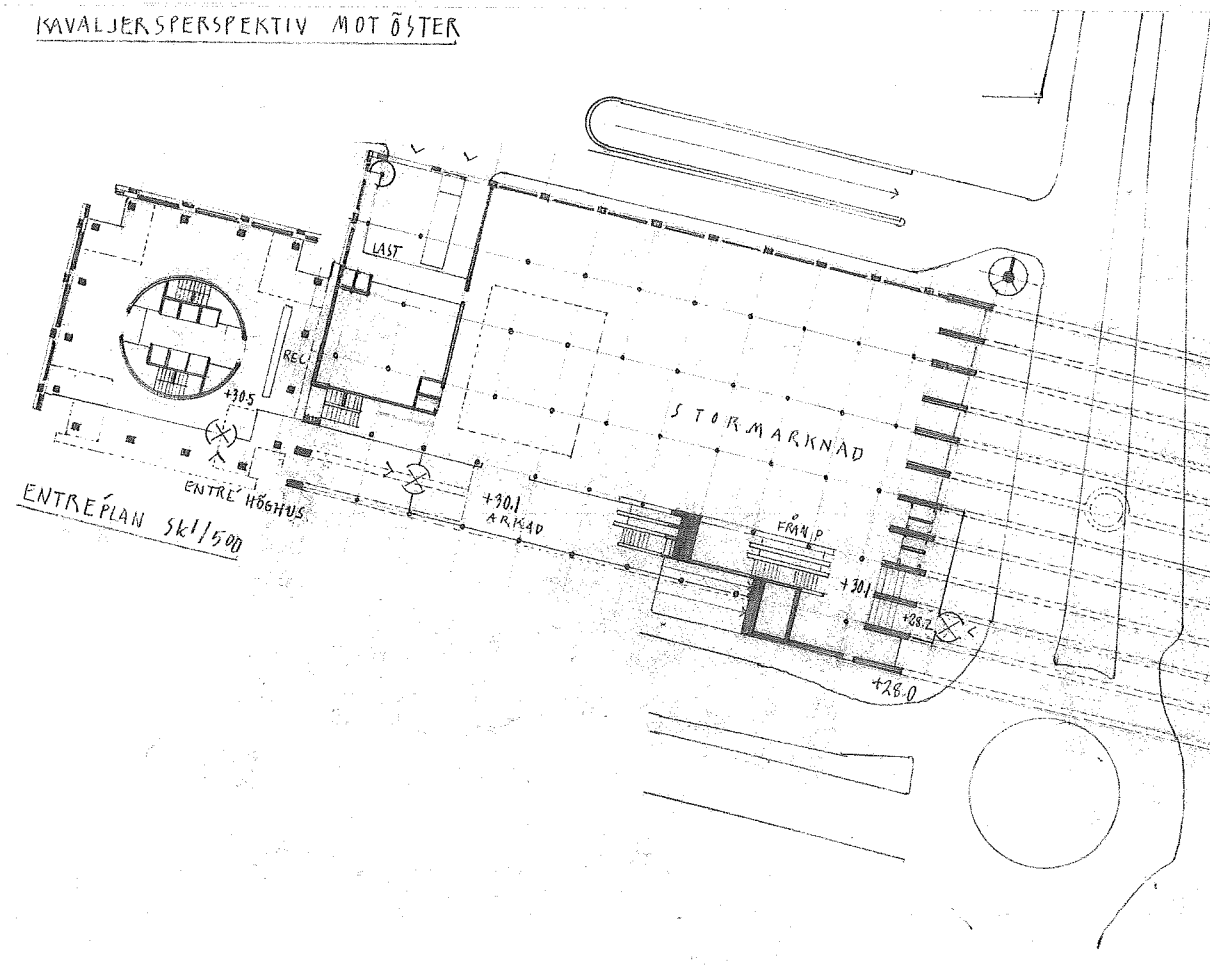 KAVALJERSPERSPEKTIV MOT ÖSTER
LAST
REC
+30.5
STORMARKNAD
ENTRÉ HÖGHUS
ENTREPLAN SK 1/500
+30.1
ARKAD
FRÅN P
+30.1
+28.2
+28.0